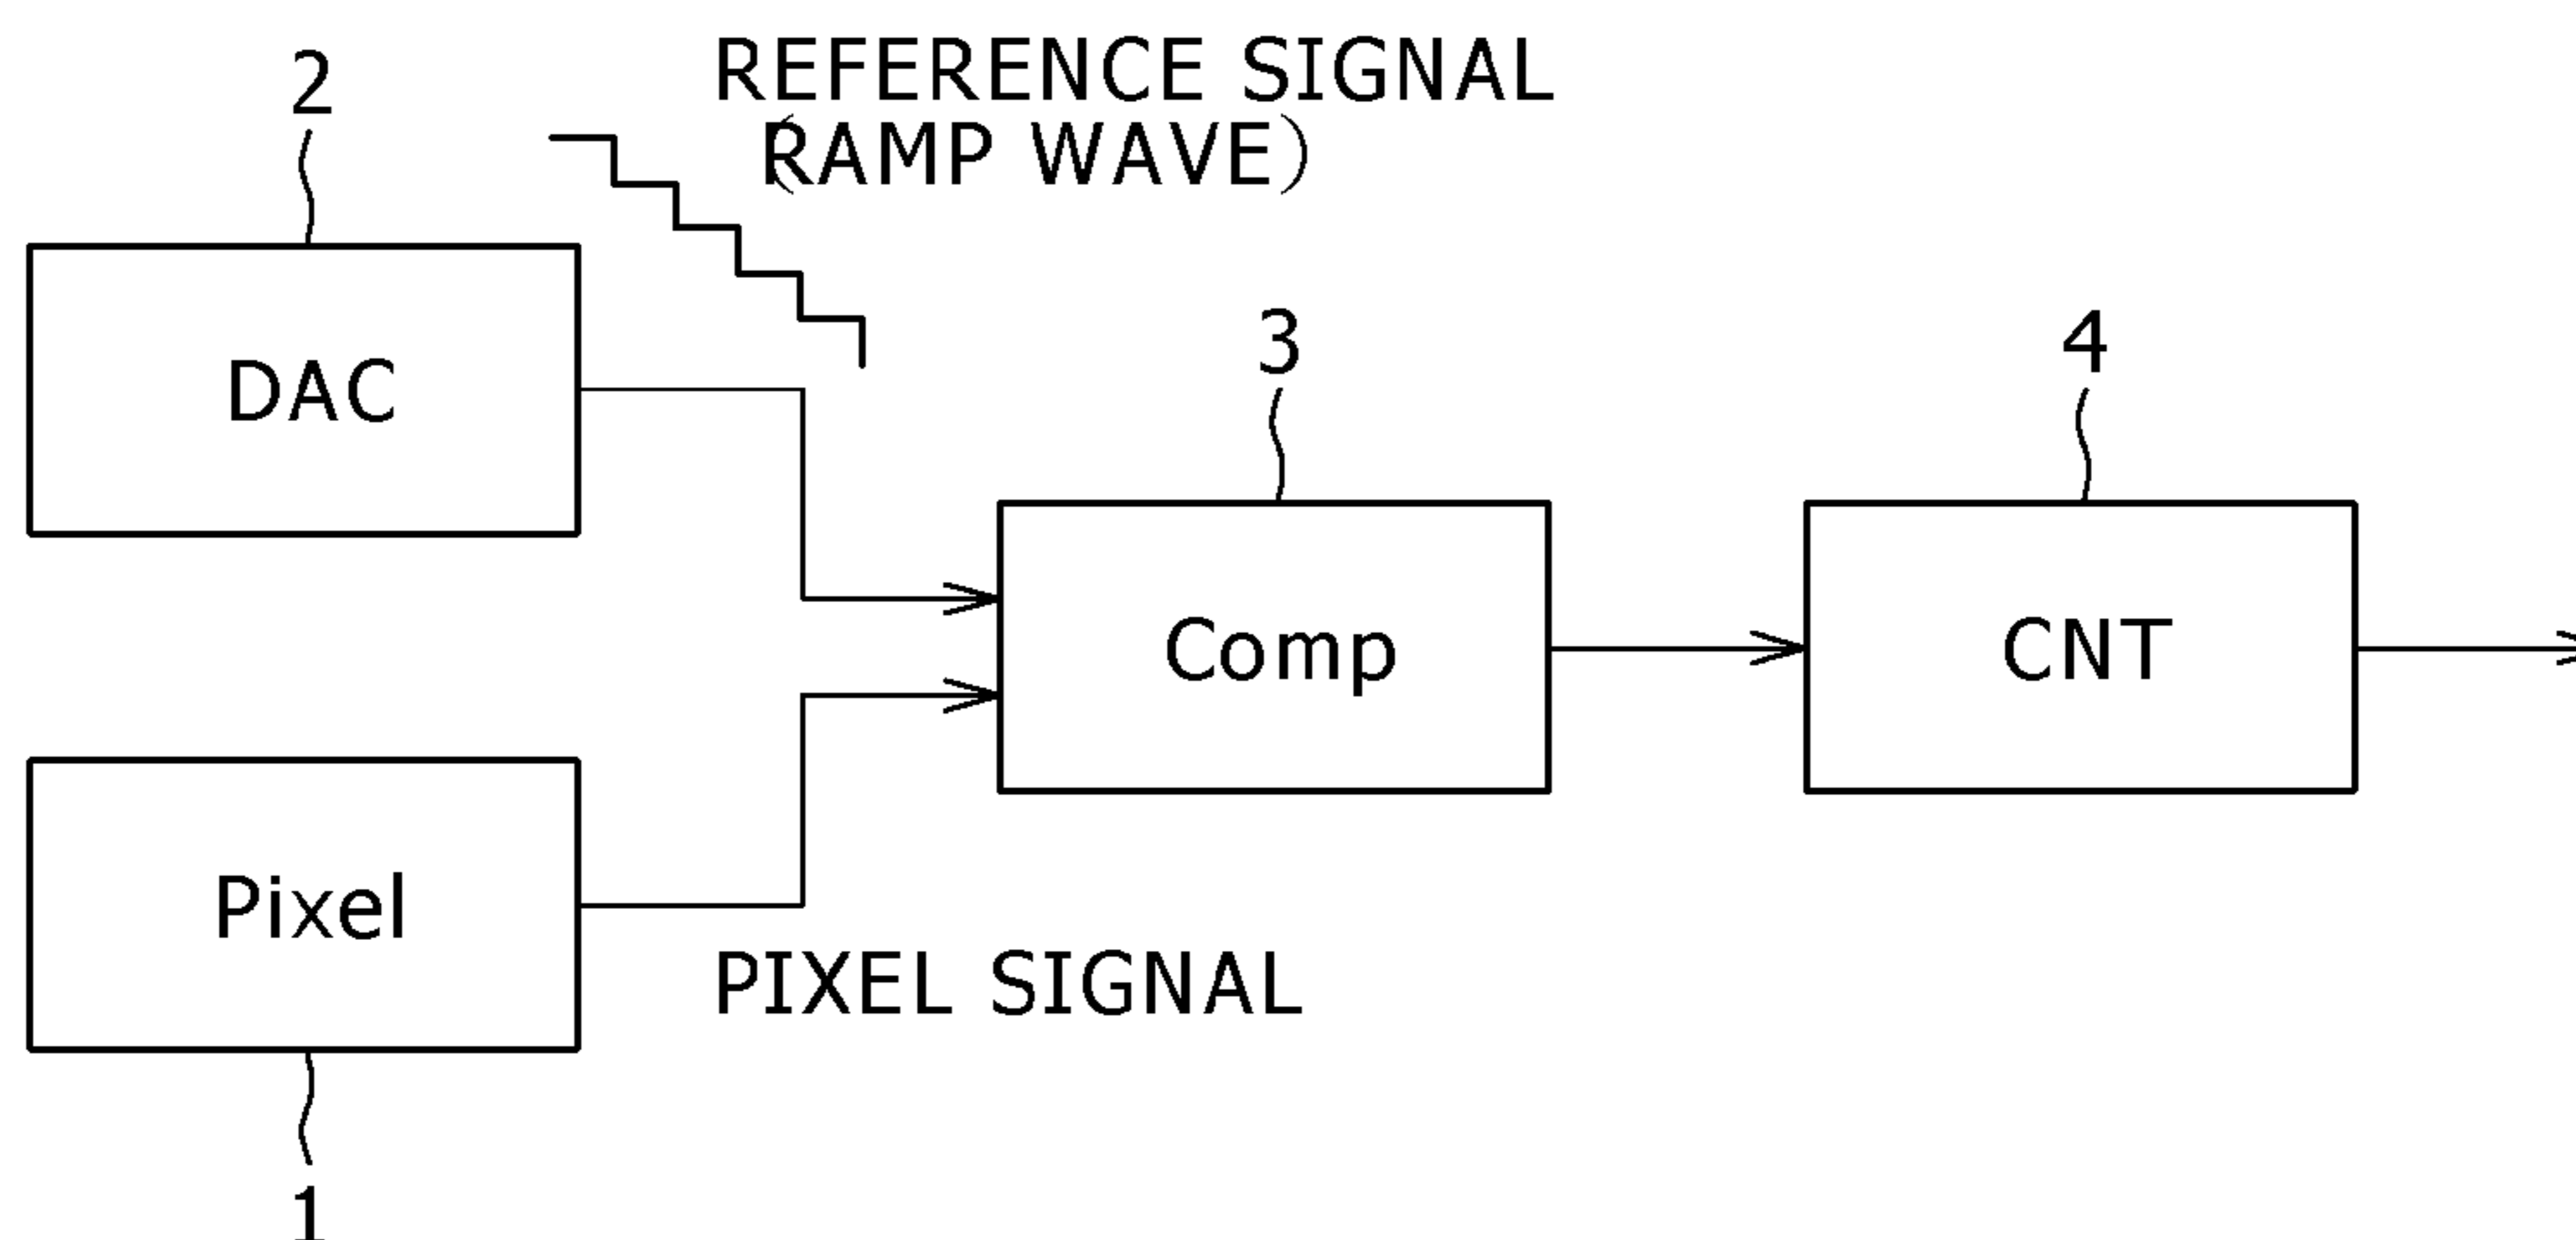 2
REFERENCE SIGNAL
(RAMP WAVE)
DAC
3
4
Comp
CNT
Pixel
PIXEL SIGNAL
1